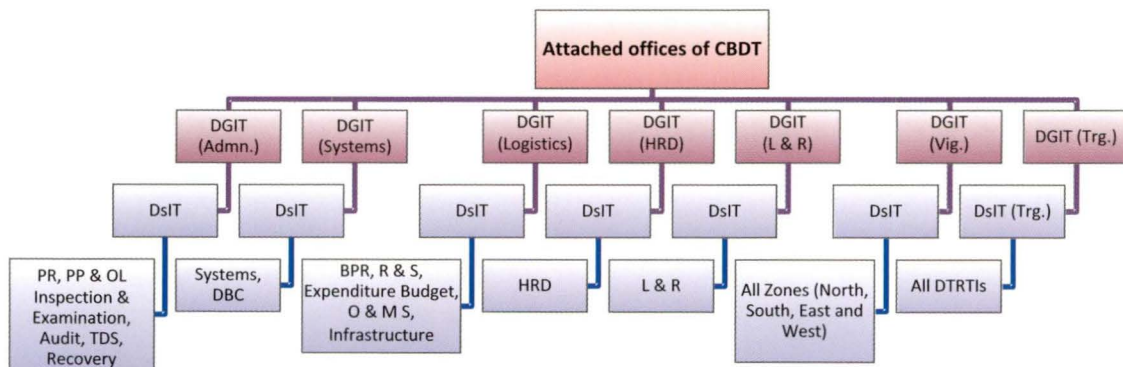 Attached offices of CBDT
DGIT
(Admn.)
DGIT
(Systems)
DGIT
(Logistics)
DGIT
(HRD)
DGIT
(L & R)
DGIT
(Vig.)
DGIT (Trg.)
DsIT
DsIT
DsIT
DsIT
DsIT
DsIT
DsIT (Trg.)
PR, PP & OL
Inspection &
Examination,
Audit, TDS,
Recovery
Systems,
DBC
BPR, R & S,
Expenditure Budget,
O & M S,
Infrastructure
HRD
L & R
All Zones (North,
South, East and
West)
All DTRTIs